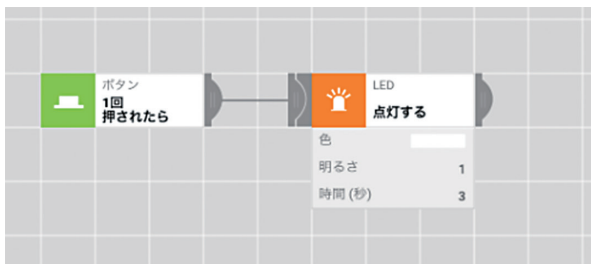 ボタン
1回
押されたら
LED
点灯する
色
明るさ 1
時間(秒) 3